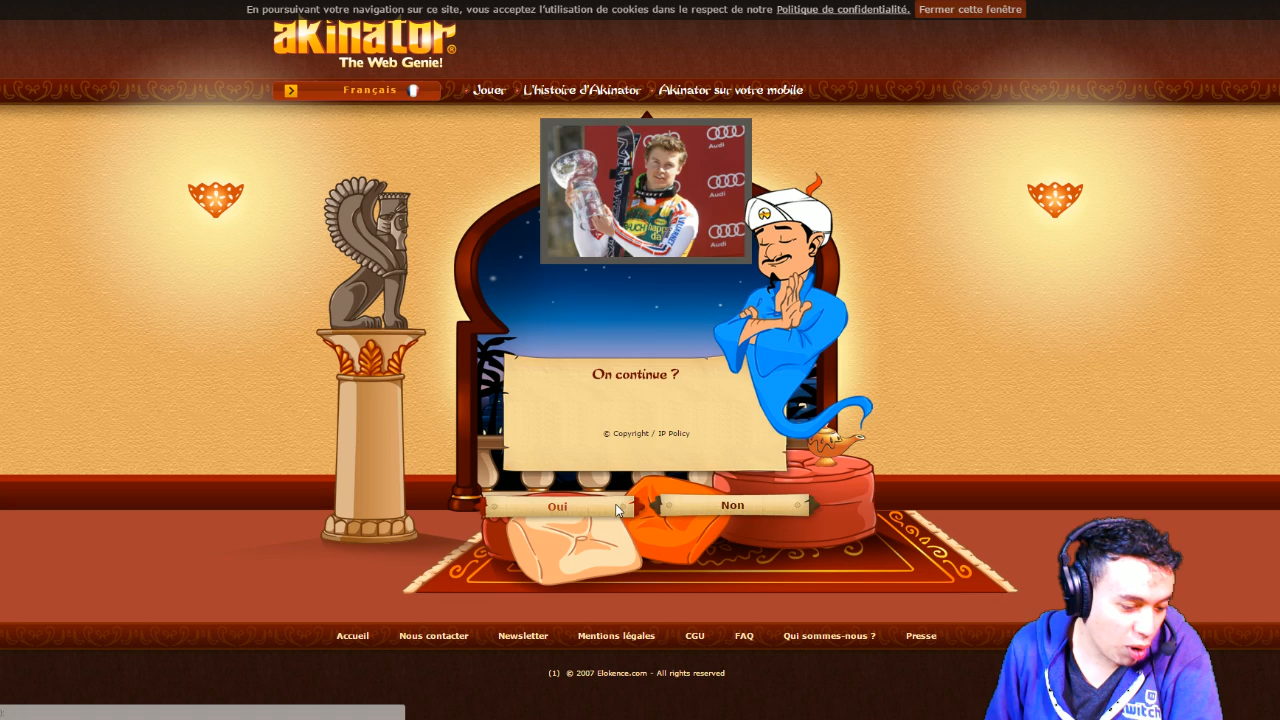 En poursuivant votre navigation sur ce site, vous acceptez l'utilisation de cookies dans le respect de notre Politique de confidentialité. Fermer cette fenêtre
akinator®
The Web Genie!
Français
Jouer L'histoire d'Akinator Akinator sur votre mobile
Audi
Audi
Audi
On continue ?
© Copyright / IP Policy
Oui Non
Accueil Nous contacter Newsletter Mentions légales CGU FAQ Qui sommes-nous ? Presse
(1) © 2007 Elokence.com - All rights reserved